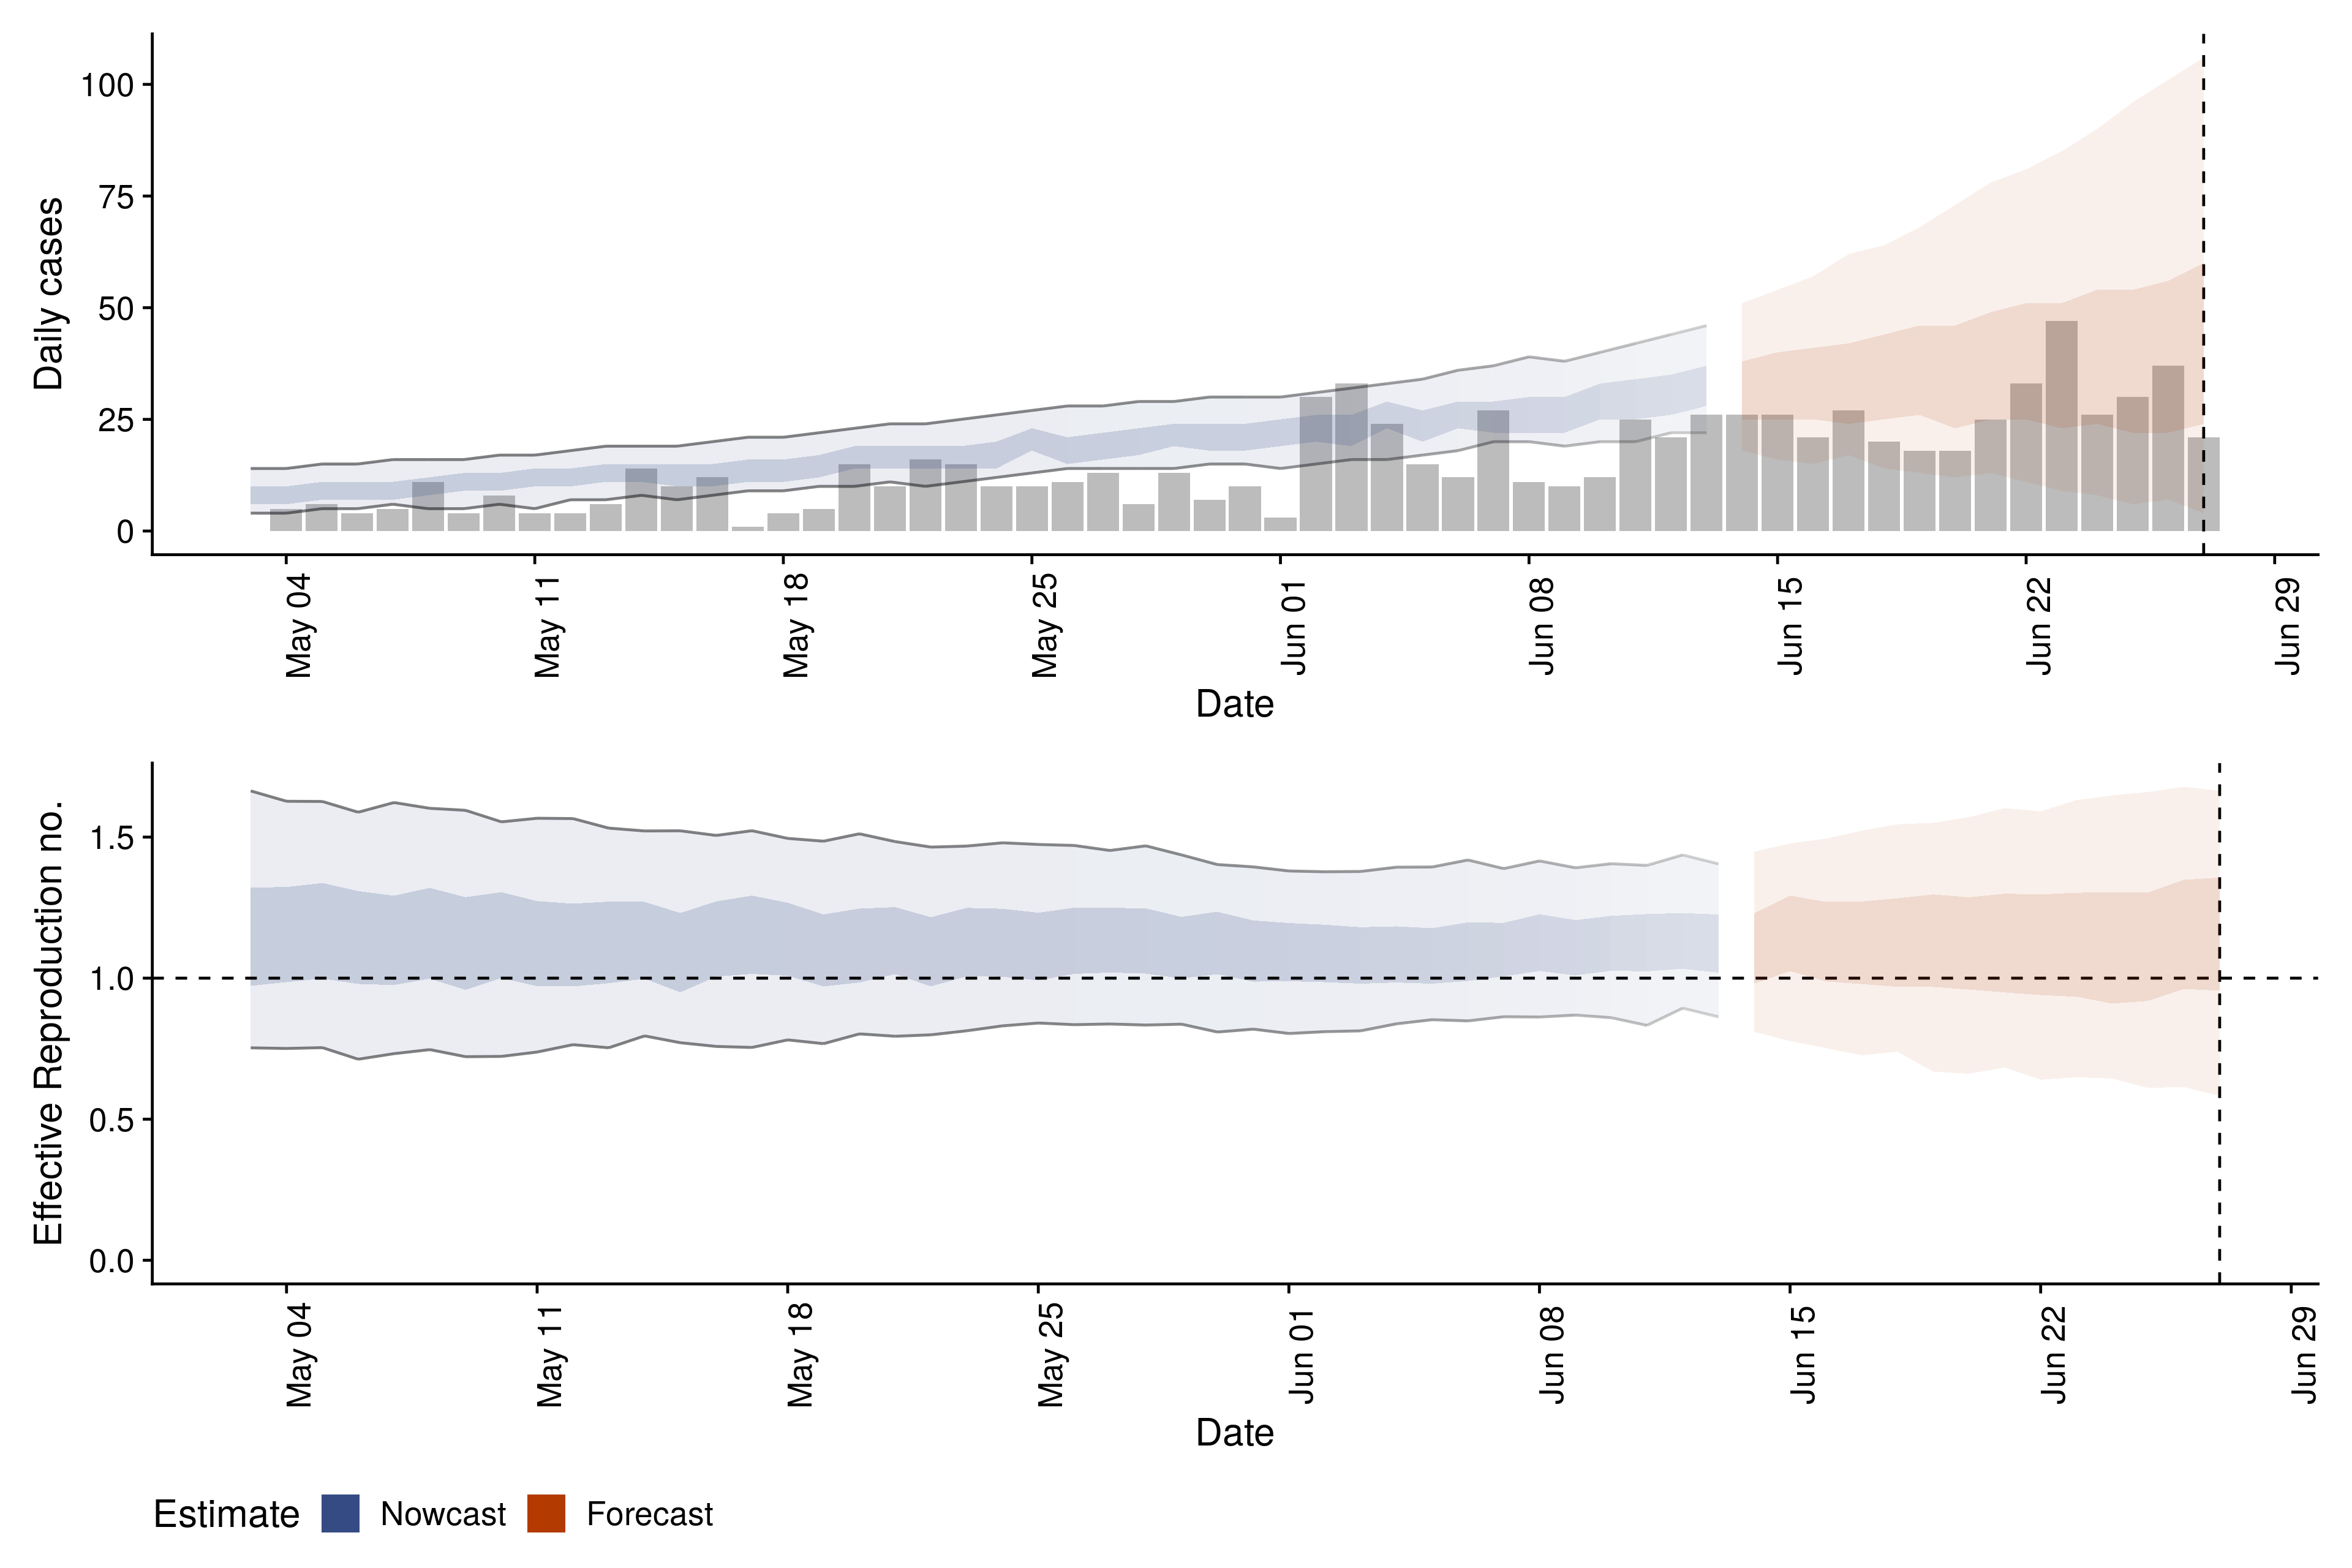 Daily cases
100
75
50
25
0
May 04
May 11
May 18
May 25
Jun 01
Jun 08
Jun 15
Jun 22
Jun 29
Date
Effective Reproduction no.
1.5
1.0
0.5
0.0
May 04
May 11
May 18
May 25
Jun 01
Jun 08
Jun 15
Jun 22
Jun 29
Date
Estimate Nowcast Forecast